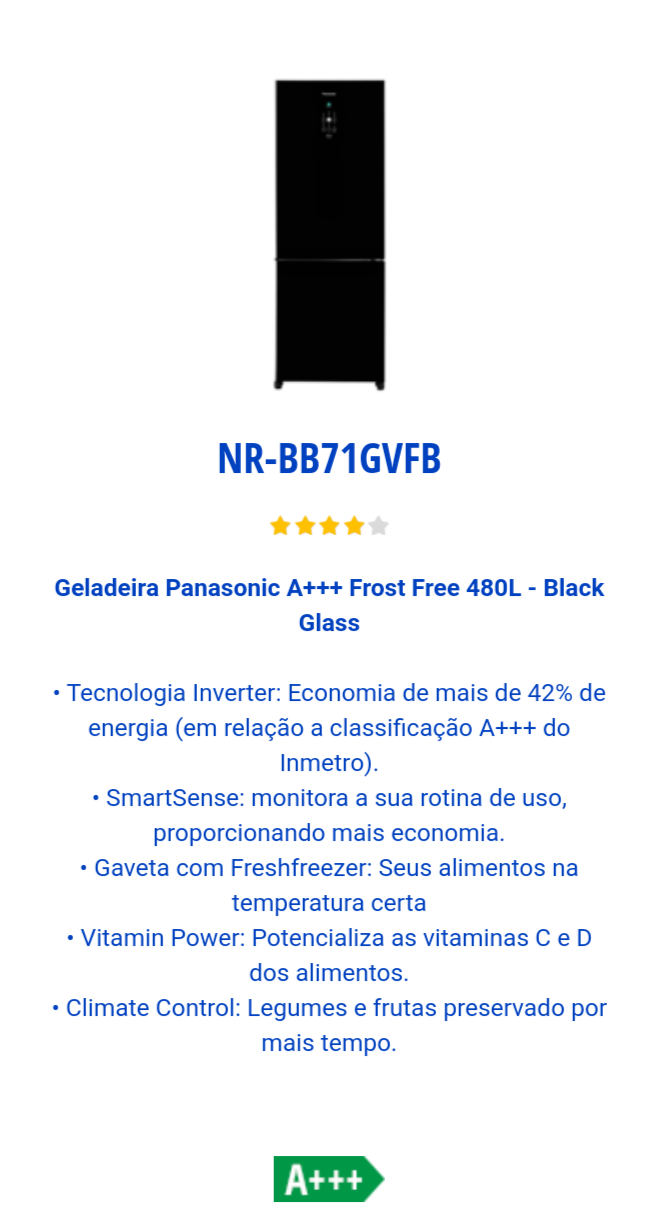 NR-BB71GVFB
Geladeira Panasonic A+++ Frost Free 480L - Black
Glass
• Tecnologia Inverter: Economia de mais de 42% de
energia (em relação a classificação A+++ do
Inmetro).
• SmartSense: monitora a sua rotina de uso,
proporcionando mais economia.
• Gaveta com Freshfreezer: Seus alimentos na
temperatura certa
• Vitamin Power: Potencializa as vitaminas C e D
dos alimentos.
• Climate Control: Legumes e frutas preservado por
mais tempo.
A+++